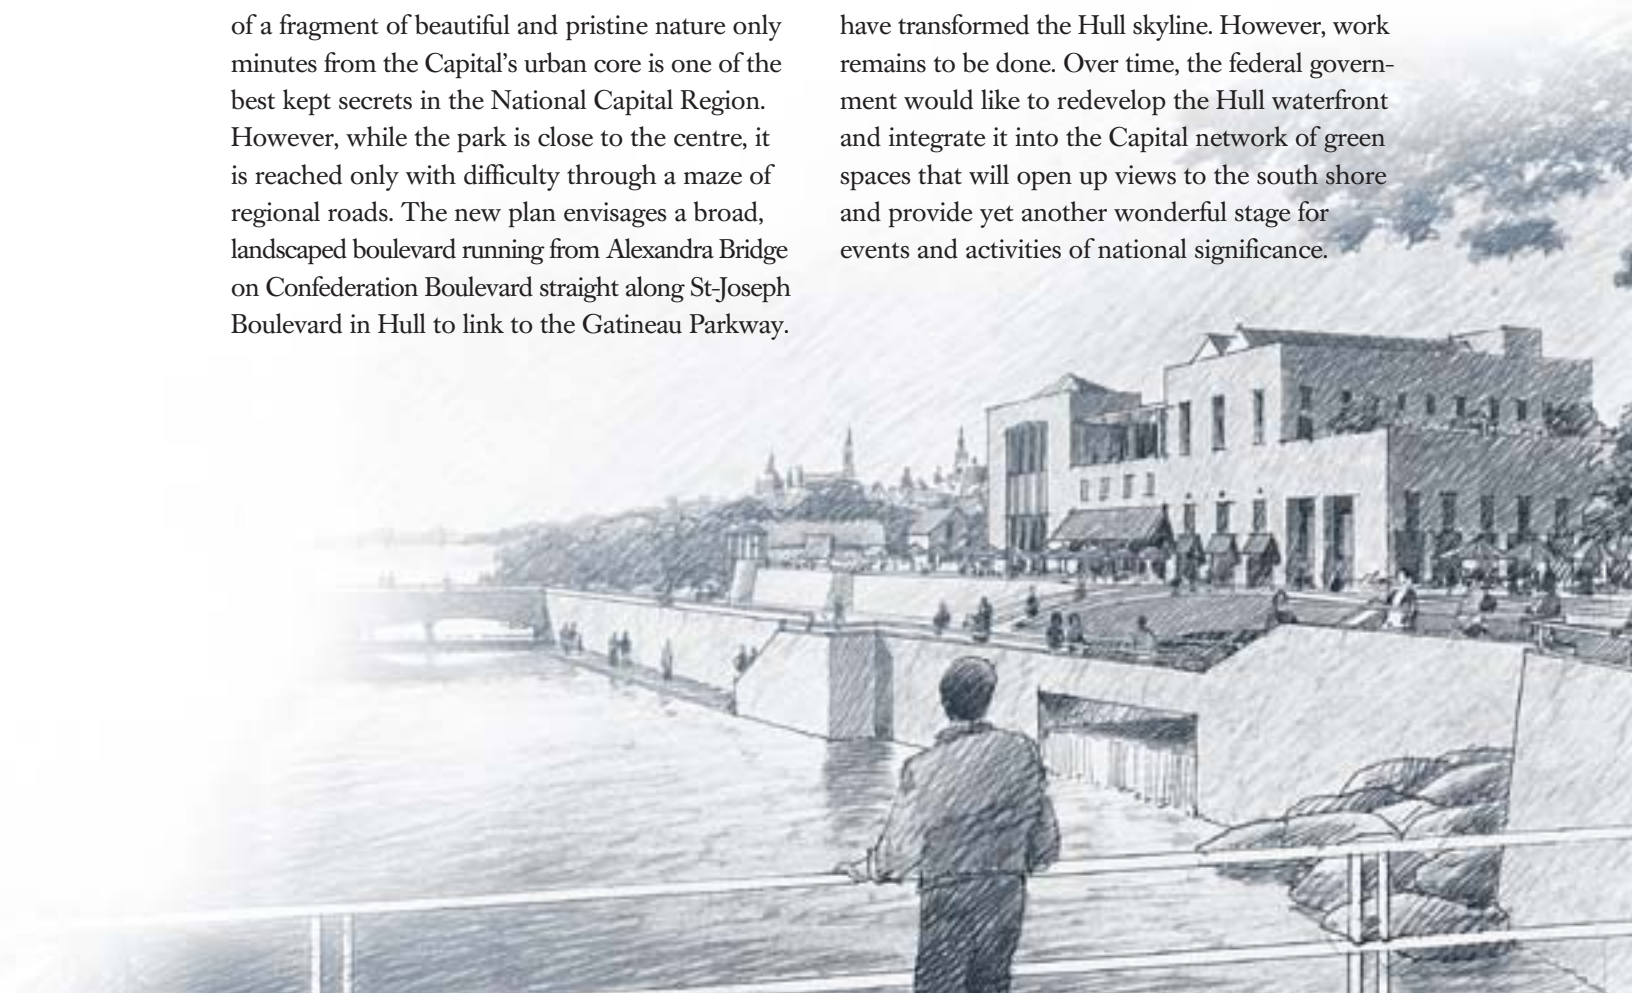 of a fragment of beautiful and pristine nature only
minutes from the Capital’s urban core is one of the
best kept secrets in the National Capital Region.
However, while the park is close to the centre, it
is reached only with difficulty through a maze of
regional roads. The new plan envisages a broad,
landscaped boulevard running from Alexandra Bridge
on Confederation Boulevard straight along St-Joseph
Boulevard in Hull to link to the Gatineau Parkway.
have transformed the Hull skyline. However, work
remains to be done. Over time, the federal govern-
ment would like to redevelop the Hull waterfront
and integrate it into the Capital network of green
spaces that will open up views to the south shore
and provide yet another wonderful stage for
events and activities of national significance.